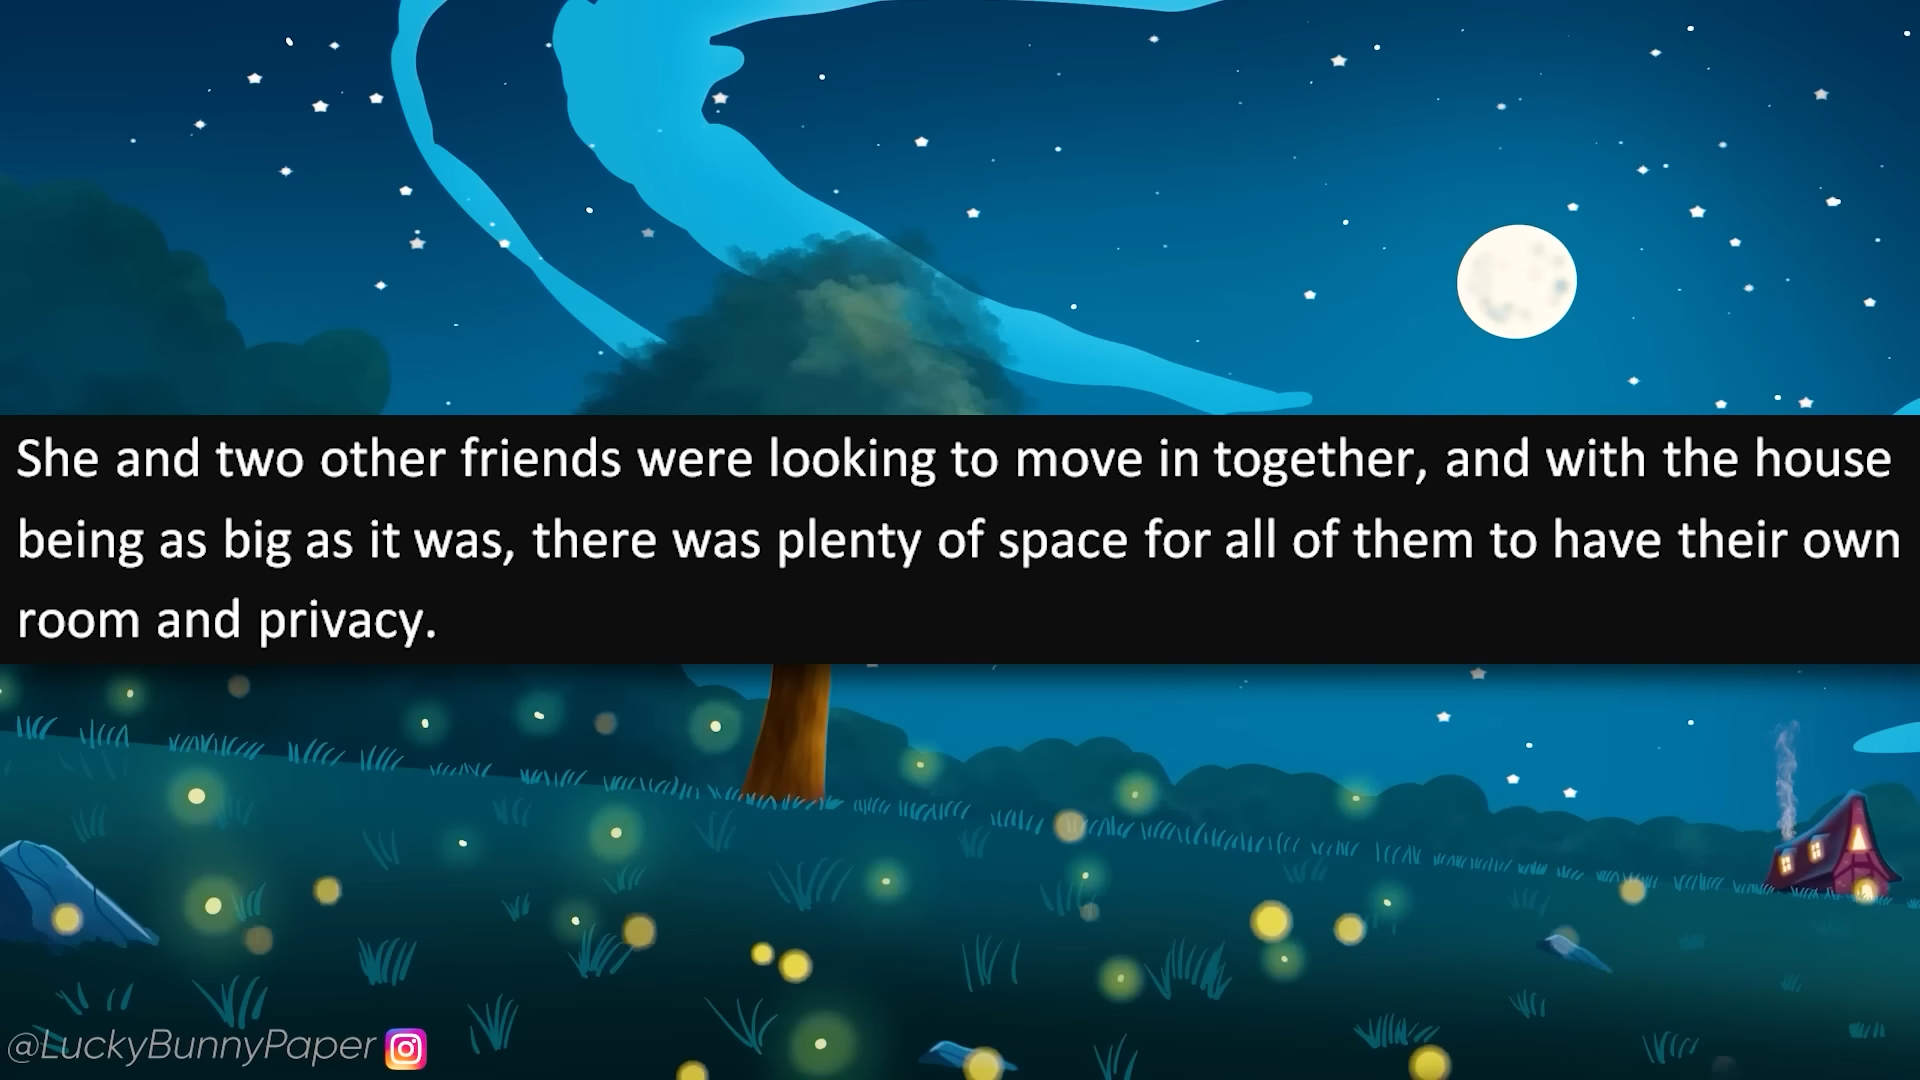 She and two other friends were looking to move in together, and with the house
being as big as it was, there was plenty of space for all of them to have their own
room and privacy.
@LuckyBunnyPaper